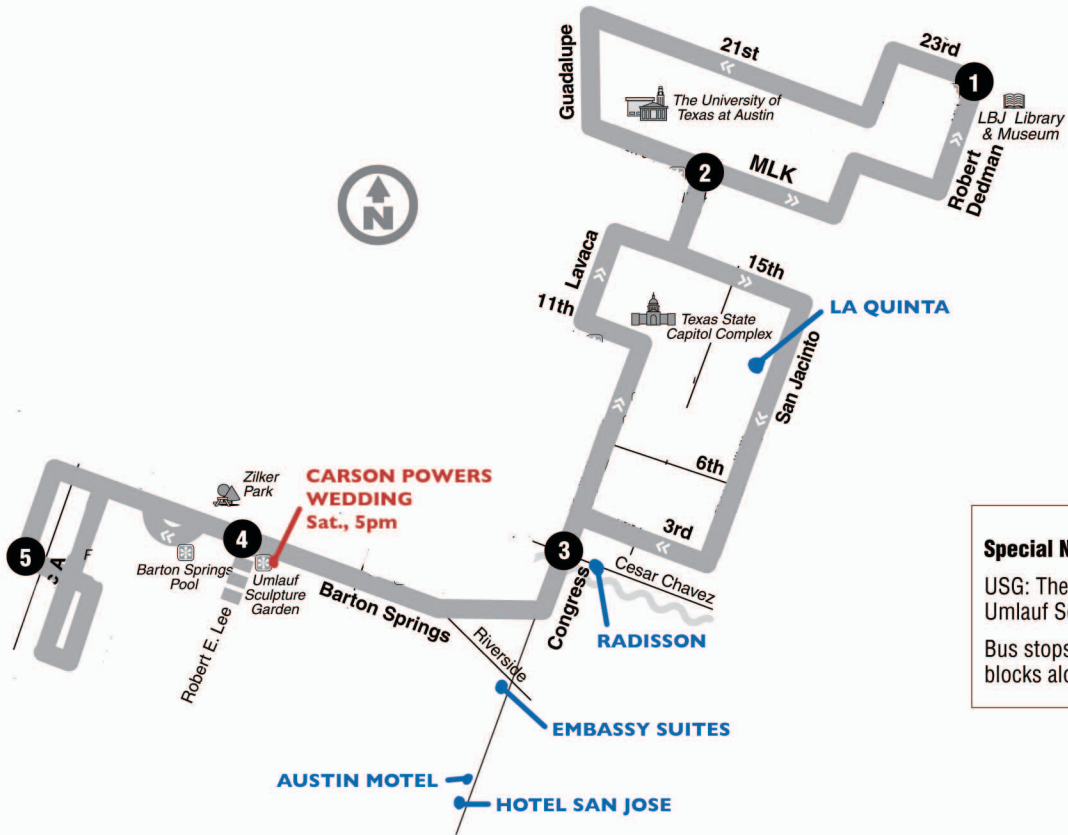 21st
23rd
Guadalupe
1
The University of
Texas at Austin
LBJ Library
& Museum
2
MLK
Robert
Dedman
N
Lavaca
15th
11th
Texas State
Capitol Complex
LA QUINTA
San Jacinto
6th
Zilker
Park
CARSON POWERS
WEDDING
Sat., 5pm
3rd
4
3
5
F
Barton Springs
Pool
Umlauf
Sculpture
Garden
Barton Springs
Cesar Chavez
Congress
RADISSON
Robert E. Lee
Riverside
EMBASSY SUITES
AUSTIN MOTEL
HOTEL SAN JOSE
Special N
USG: The
Umlauf S
Bus stops
blocks al